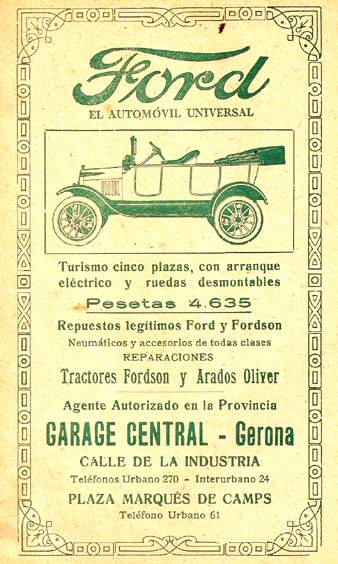 Ford
EL AUTOMÓVIL UNIVERSAL
Turismo cinco plazas, con arranque
eléctrico y ruedas desmontables
Pesetas 4.635
Repuestos legítimos Ford y Fordson
Neumáticos y accesorios de todas clases
REPARACIONES
Tractores Fordson y Arados Oliver
Agente Autorizado en la Provincia
GARAGE CENTRAL - Gerona
CALLE DE LA INDUSTRIA
Teléfonos Urbano 270 - Interurbano 24
PLAZA MARQUÉS DE CAMPS
Teléfono Urbano 61